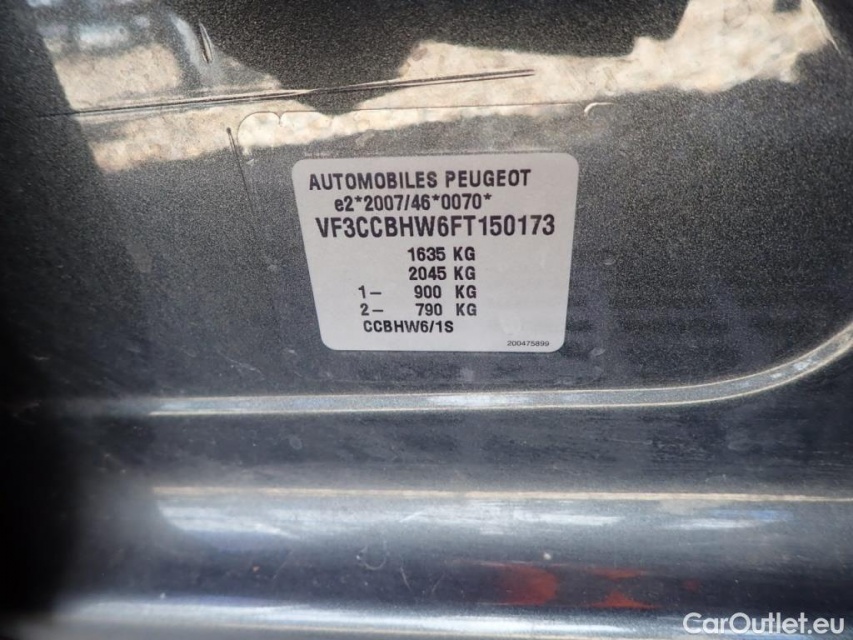 AUTOMOBILES PEUGEOT
e2*2007/46*0070*
VF3CCBHW6FT150173
1635 KG
2045 KG
1- 900 KG
2- 790 KG
CCBHW6/1S
200475899
CarOutlet.eu